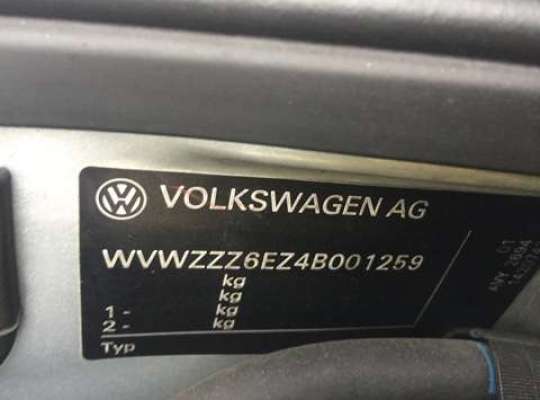 VOLKSWAGEN AG
WVWZZZ6EZ4B001259
kg
kg
1 - kg
2 - kg
Typ